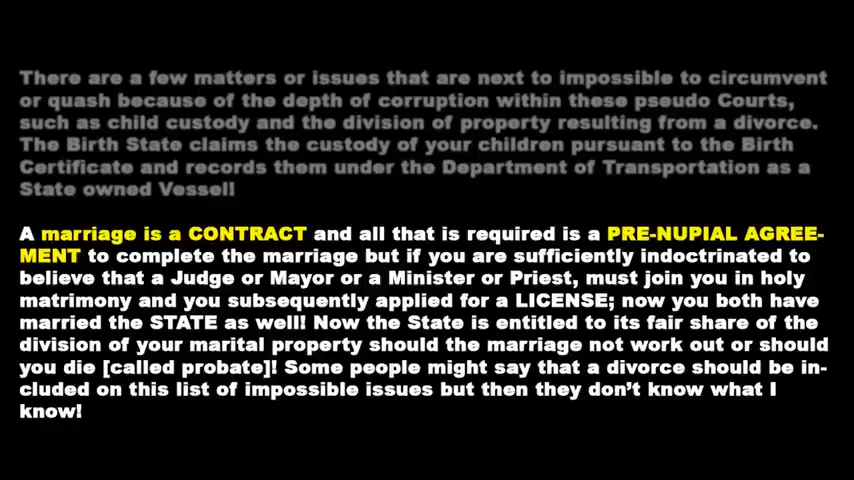 There are a few matters or issues that are next to impossible to circumvent
or quash because of the depth of corruption within these pseudo Courts,
such as child custody and the division of property resulting from a divorce.
The Birth State claims the custody of your children pursuant to the Birth
Certificate and records them under the Department of Transportation as a
State owned Vessel!
A marriage is a CONTRACT and all that is required is a PRE-NUPIAL AGREE-
MENT to complete the marriage but if you are sufficiently indoctrinated to
believe that a Judge or Mayor or a Minister or Priest, must join you in holy
matrimony and you subsequently applied for a LICENSE; now you both have
married the STATE as well! Now the State is entitled to its fair share of the
division of your marital property should the marriage not work out or should
you die [called probate]! Some people might say that a divorce should be in-
cluded on this list of impossible issues but then they don't know what I
know!